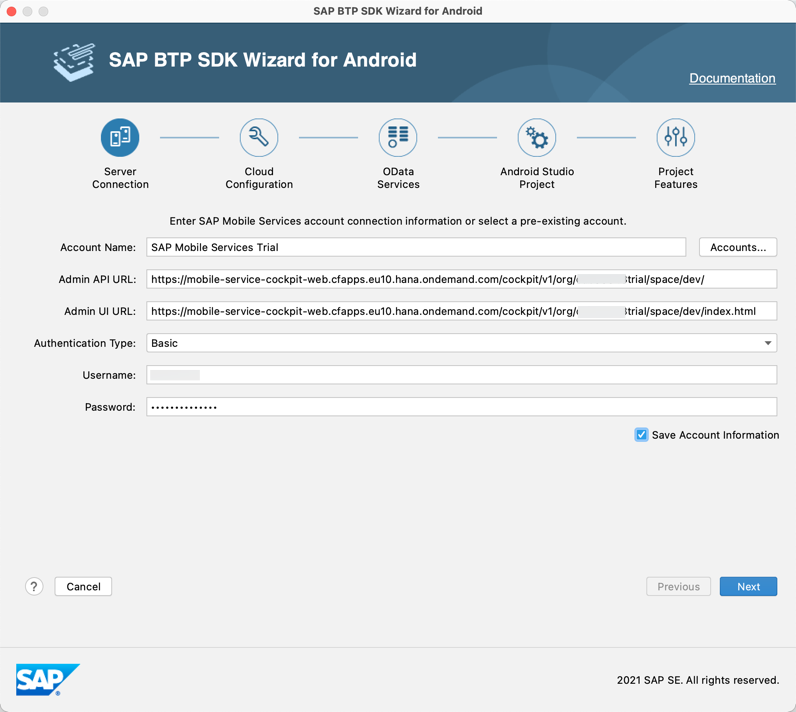 SAP BTP SDK Wizard for Android
SAP BTP SDK Wizard for Android
Documentation
Server
Connection
Cloud
Configuration
OData
Services
Android Studio
Project
Project
Features
Enter SAP Mobile Services account connection information or select a pre-existing account.
Account Name: SAP Mobile Services Trial Accounts...
Admin API URL: https://mobile-service-cockpit-web.cfapps.eu10.hana.ondemand.com/cockpit/v1/org/ trial/space/dev/
Admin UI URL: https://mobile-service-cockpit-web.cfapps.eu10.hana.ondemand.com/cockpit/v1/org/ trial/space/dev/index.html
Authentication Type: Basic
Username:
Password: ••••••••••••••
Save Account Information
? Cancel Previous Next
SAP ® 2021 SAP SE. All rights reserved.